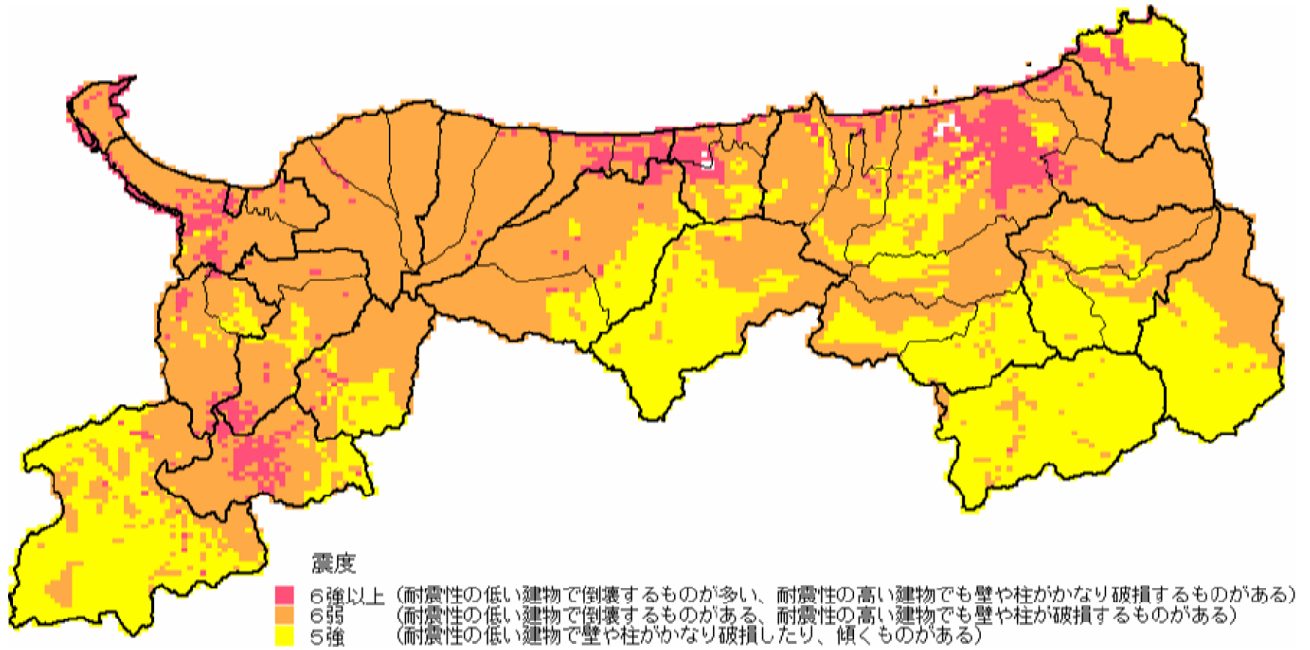 震度
6強以上（耐震性の低い建物で倒壊するものが多い、耐震性の高い建物でも壁や柱がかなり破損するものがある）
6弱　　（耐震性の低い建物で倒壊するものがある、耐震性の高い建物でも壁や柱が破損するものがある）
5強　　（耐震性の低い建物で壁や柱がかなり破損したり、傾くものがある）